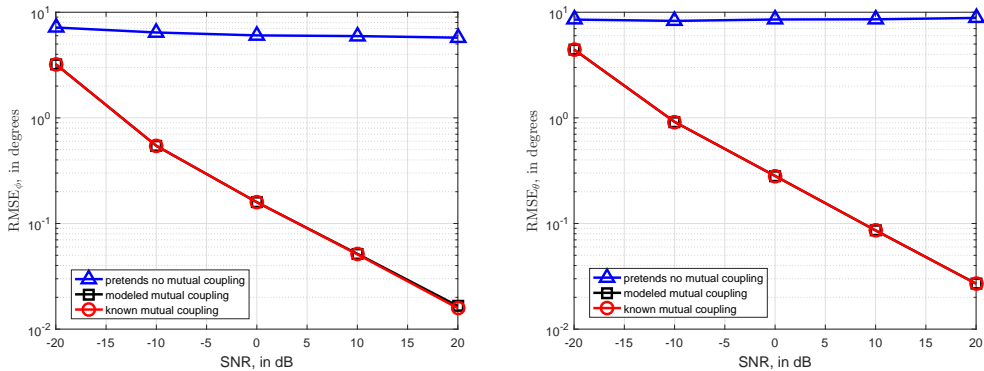 10^1
10^0
10^-1
10^-2
RMSE_ϕ, in degrees
-20 -15 -10 -5 0 5 10 15 20
SNR, in dB
pretends no mutual coupling
modeled mutual coupling
known mutual coupling
10^1
10^0
10^-1
10^-2
RMSE_θ, in degrees
-20 -15 -10 -5 0 5 10 15 20
SNR, in dB
pretends no mutual coupling
modeled mutual coupling
known mutual coupling